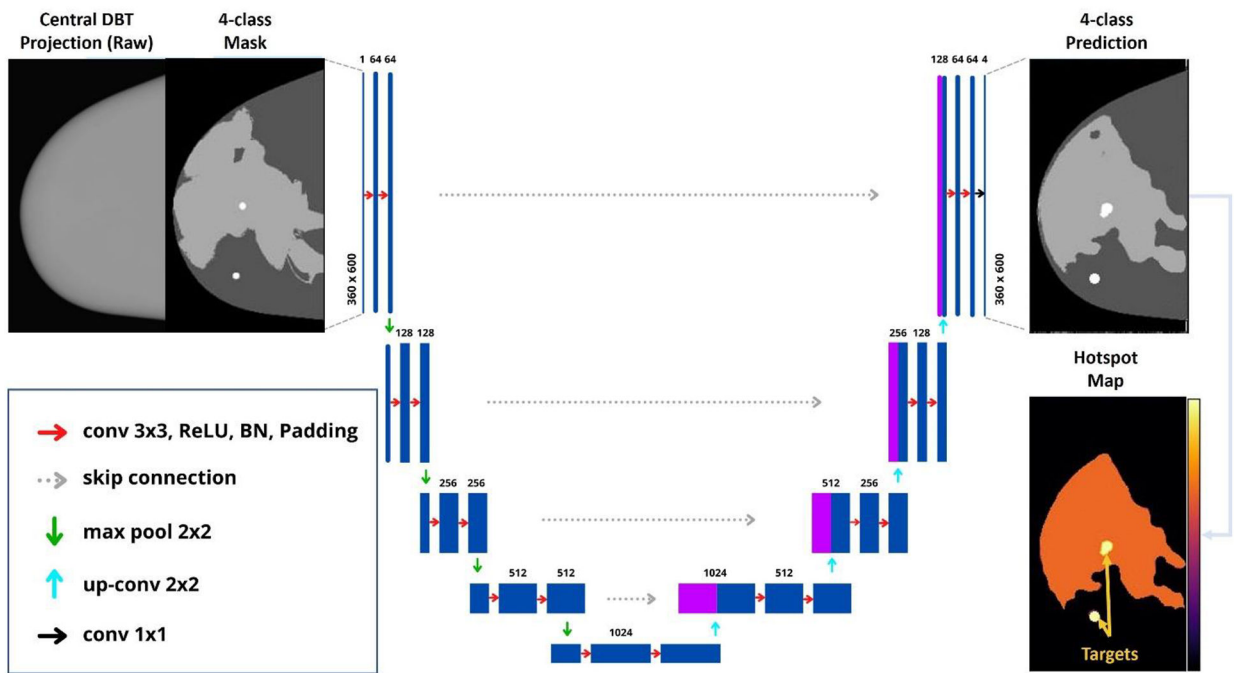 Central DBT
Projection (Raw)
4-class
Mask
4-class
Prediction
1 64 64
128 64 64 4
360 x 600
360 x 600
128 128
256 128
Hotspot
Map
256 256
512 256
512 512
1024 512
1024
conv 3x3, ReLU, BN, Padding
skip connection
max pool 2x2
up-conv 2x2
conv 1x1
Targets